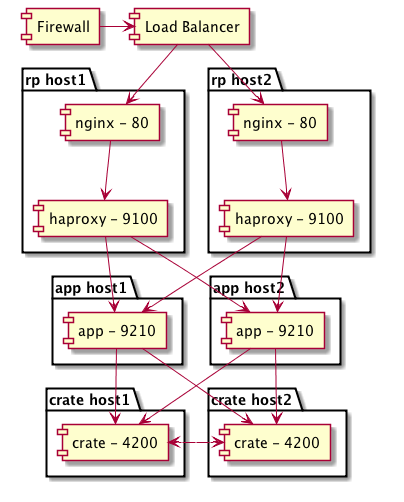 Firewall
Load Balancer
rp host1
rp host2
nginx - 80
nginx - 80
haproxy - 9100
haproxy - 9100
app host1
app host2
app - 9210
app - 9210
crate host1
crate host2
crate - 4200
crate - 4200